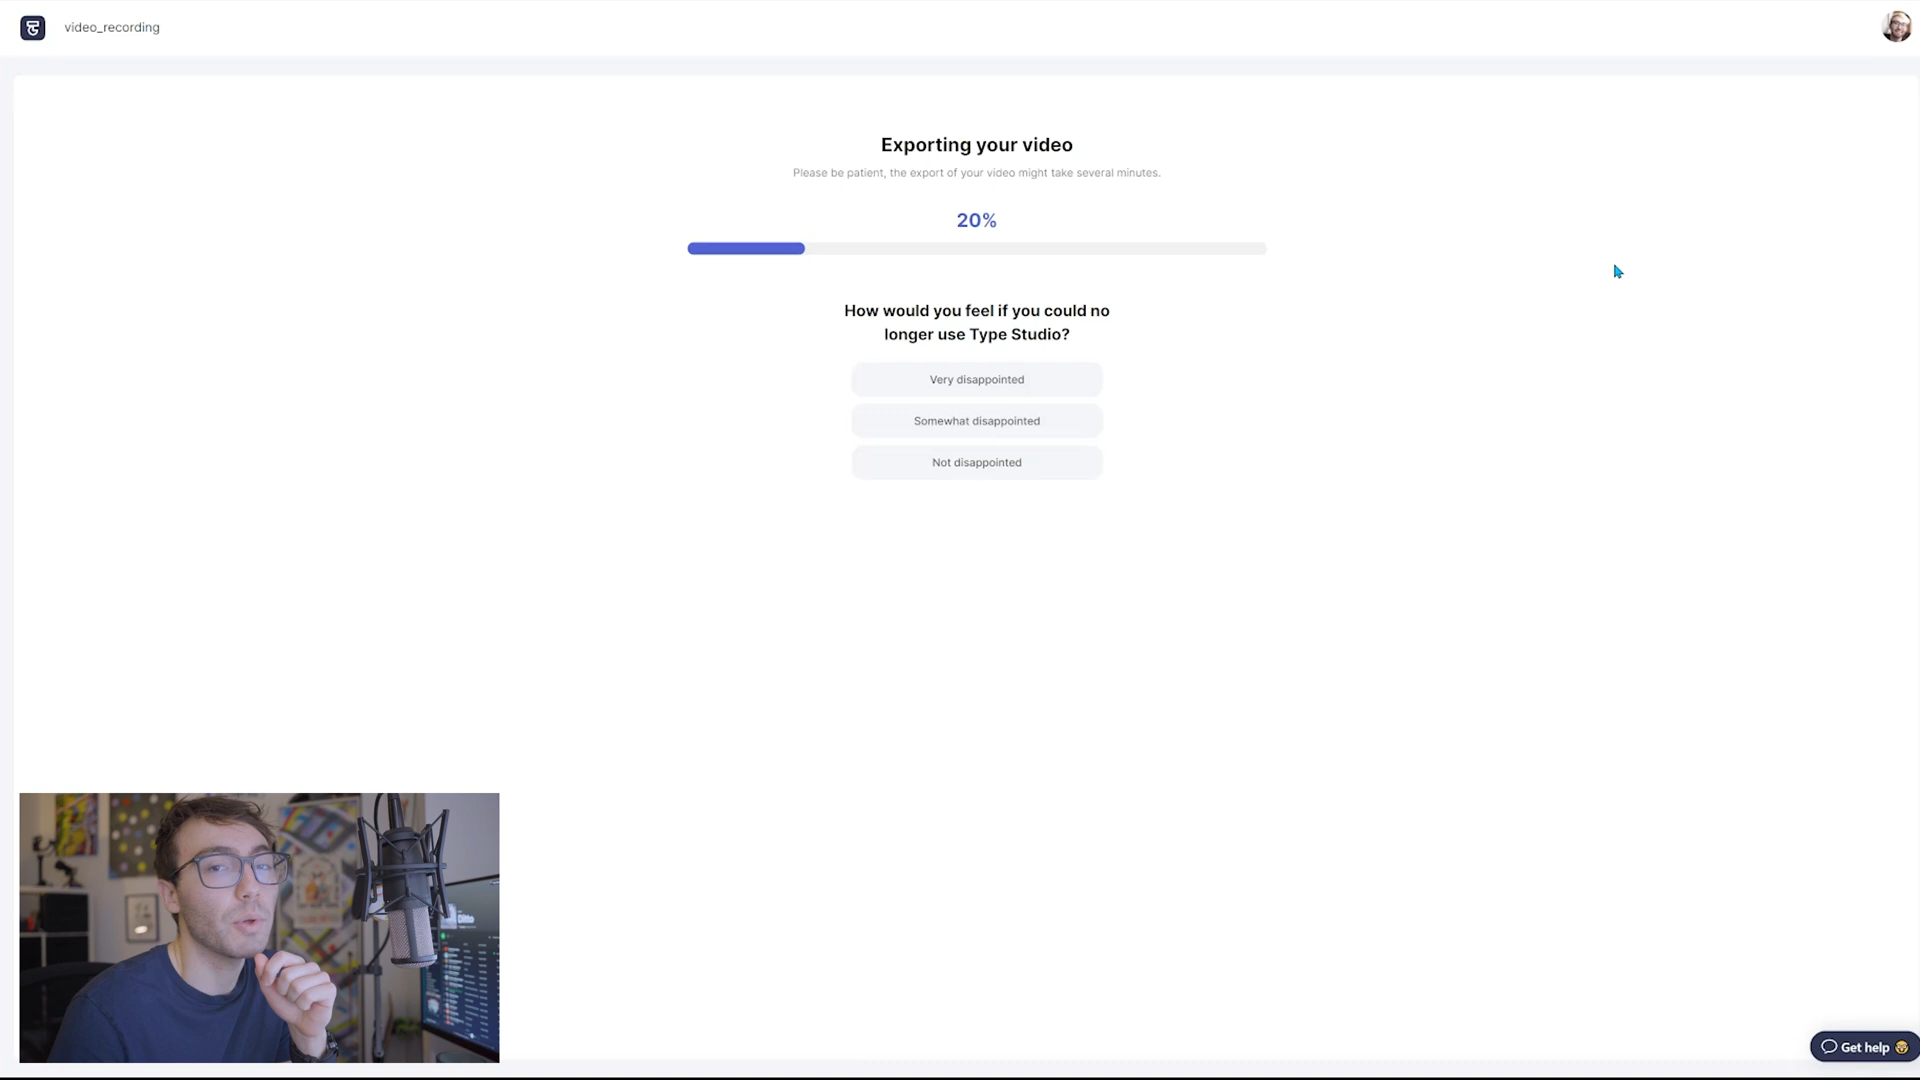 video_recording
Exporting your video
Please be patient, the export of your video might take several minutes.
20%
How would you feel if you could no
longer use Type Studio?
Very disappointed
Somewhat disappointed
Not disappointed
Ditto
Get help